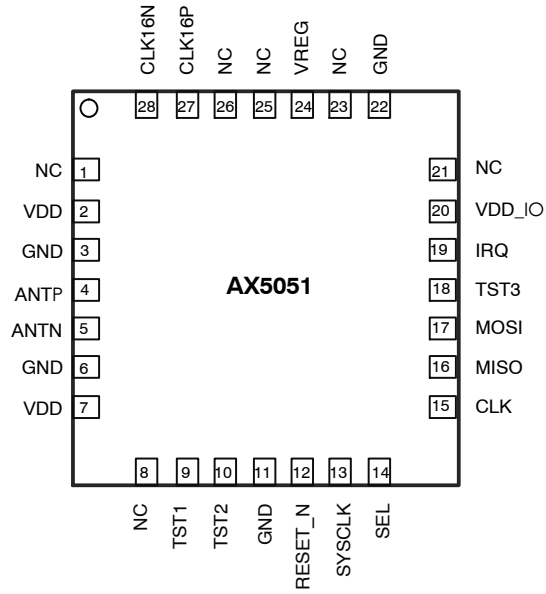 CLK16N
CLK16P
NC
NC
VREG
NC
GND
28
27
26
25
24
23
22
NC 1
VDD 2
GND 3
ANTP 4
ANTN 5
GND 6
VDD 7
AX5051
21 NC
20 VDD_IO
19 IRQ
18 TST3
17 MOSI
16 MISO
15 CLK
8
9
10
11
12
13
14
NC
TST1
TST2
GND
RESET_N
SYSCLK
SEL